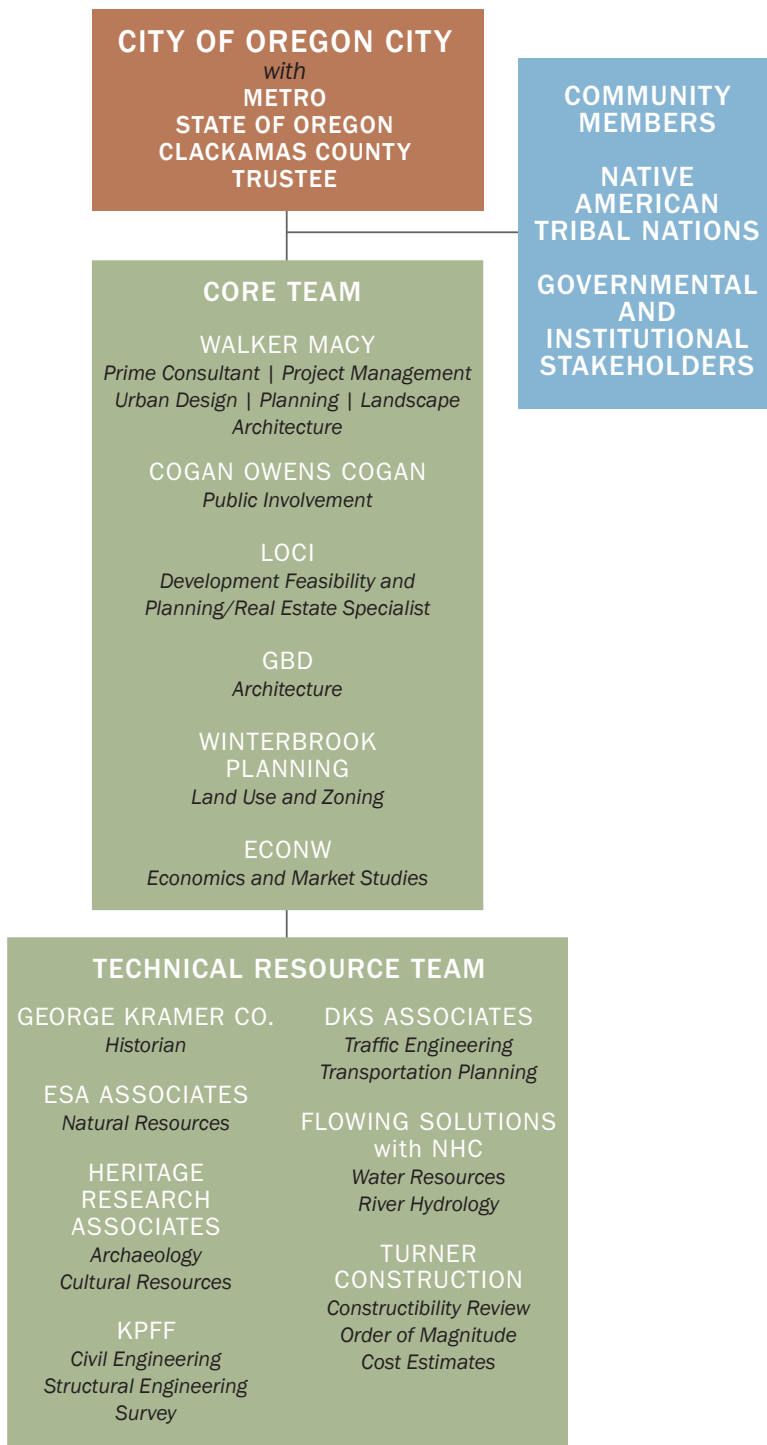 CITY OF OREGON CITY
with
METRO
STATE OF OREGON
CLACKAMAS COUNTY
TRUSTEE
COMMUNITY
MEMBERS
NATIVE
AMERICAN
TRIBAL NATIONS
GOVERNMENTAL
AND
INSTITUTIONAL
STAKEHOLDERS
CORE TEAM
WALKER MACY
Prime Consultant | Project Management
Urban Design | Planning | Landscape
Architecture
COGAN OWENS COGAN
Public Involvement
LOCI
Development Feasibility and
Planning/Real Estate Specialist
GBD
Architecture
WINTERBROOK
PLANNING
Land Use and Zoning
ECONW
Economics and Market Studies
TECHNICAL RESOURCE TEAM
GEORGE KRAMER CO.
Historian
ESA ASSOCIATES
Natural Resources
HERITAGE
RESEARCH
ASSOCIATES
Archaeology
Cultural Resources
KPFF
Civil Engineering
Structural Engineering
Survey
DKS ASSOCIATES
Traffic Engineering
Transportation Planning
FLOWING SOLUTIONS
with NHC
Water Resources
River Hydrology
TURNER
CONSTRUCTION
Constructibility Review
Order of Magnitude
Cost Estimates